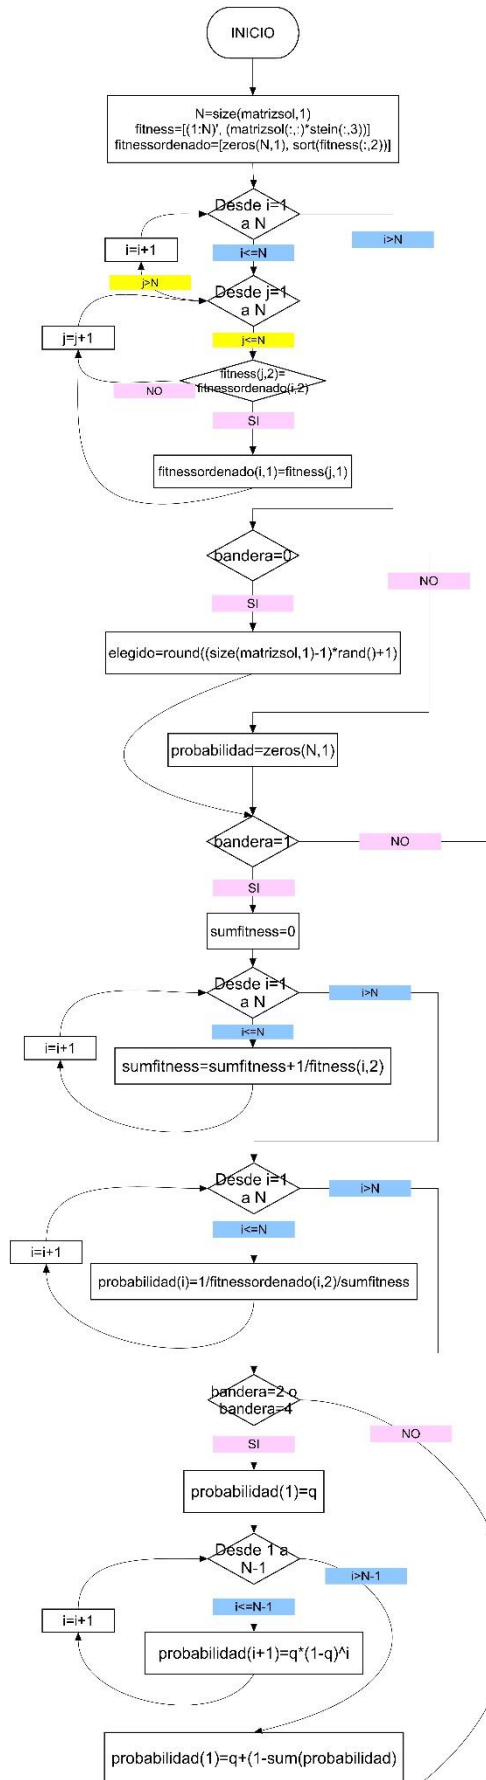 INICIO
N=size(matrizsol,1)
fitness=[(1:N)', (matrizsol(:,:)*stein(:,3))]
fitnessordenado=[zeros(N,1), sort(fitness(:,2))]
Desde i=1
a N
i=i+1
i<=N
i>N
j>N
Desde j=1
a N
j=j+1
j<=N
fitness(j,2)=
fitnessordenado(i,2)
NO
SI
fitnessordenado(i,1)=fitness(j,1)
bandera=0
NO
SI
elegido=round((size(matrizsol,1)-1)*rand()+1)
probabilidad=zeros(N,1)
bandera=1
NO
SI
sumfitness=0
Desde i=1
a N
i>N
i<=N
i=i+1
sumfitness=sumfitness+1/fitness(i,2)
Desde i=1
a N
i>N
i<=N
i=i+1
probabilidad(i)=1/fitnessordenado(i,2)/sumfitness
bandera=2 o
bandera=4
NO
SI
probabilidad(1)=q
Desde 1 a
N-1
i>N-1
i<=N-1
i=i+1
probabilidad(i+1)=q*(1-q)^i
probabilidad(1)=q+(1-sum(probabilidad)